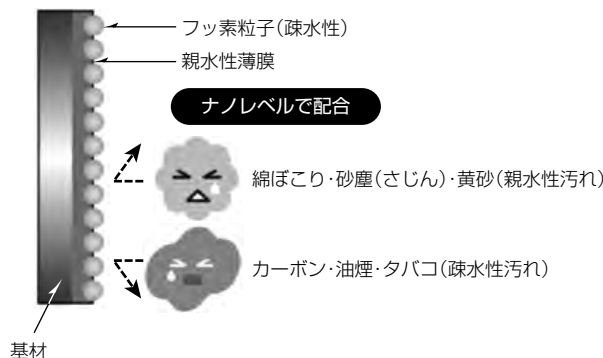 フッ素粒子(疎水性)
親水性薄膜
ナノレベルで配合
綿ぼこり・砂塵(さじん)・黄砂(親水性汚れ)
カーボン・油煙・タバコ(疎水性汚れ)
基材